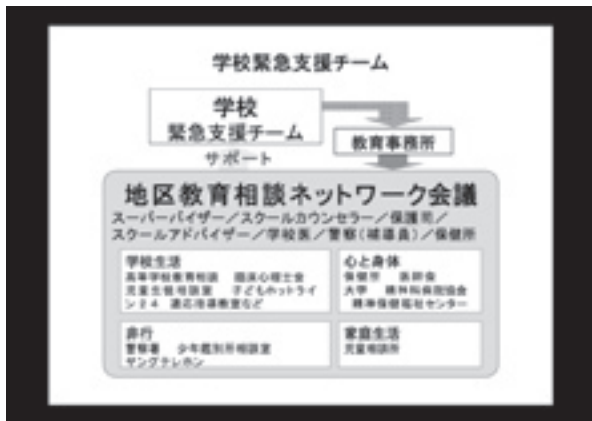 学校緊急支援チーム
学校
緊急支援チーム
教育事務所
サポート
地区教育相談ネットワーク会議
スーパーバイザー／スクールカウンセラー／保護司／
スクールアドバイザー／学校医／警察(補導員)／保健所
学校生活
高等学校教育相談 臨床心理士会
児童生徒相談室 子どもホットライ
ン２４ 適応指導教室など
心と身体
保健所 医師会
大学 精神科病院協会
精神保健福祉センター
非行
警察署 少年鑑別所相談室
ヤングテレホン
家庭生活
児童相談所